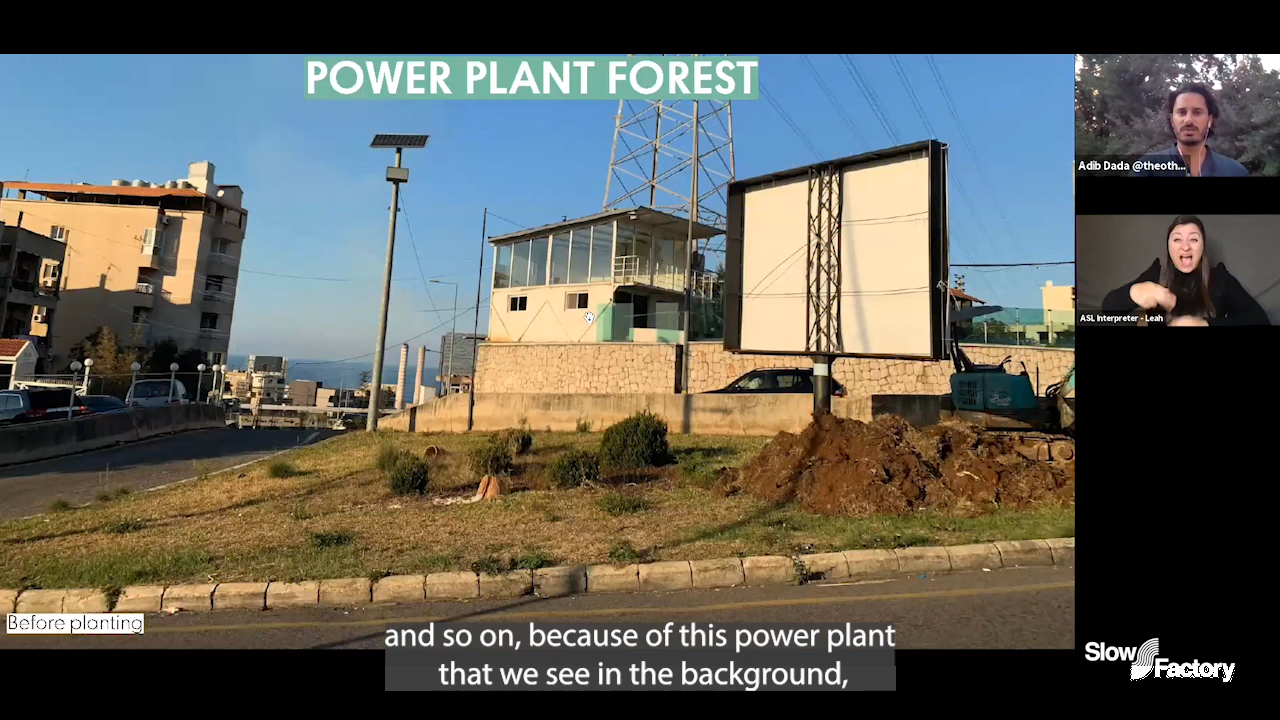 POWER PLANT FOREST
Adib Dada @theoth...
ASL Interpreter - Leah
Before planting
and so on, because of this power plant
that we see in the background,
Slow
Factory